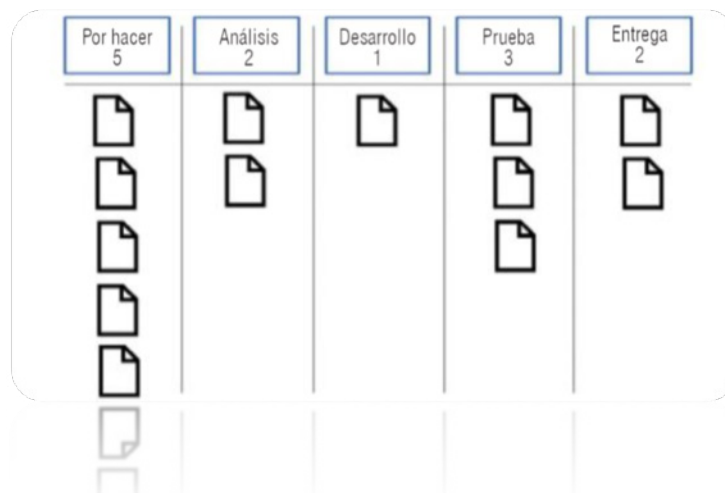 Por hacer
5
Análisis
2
Desarrollo
1
Prueba
3
Entrega
2